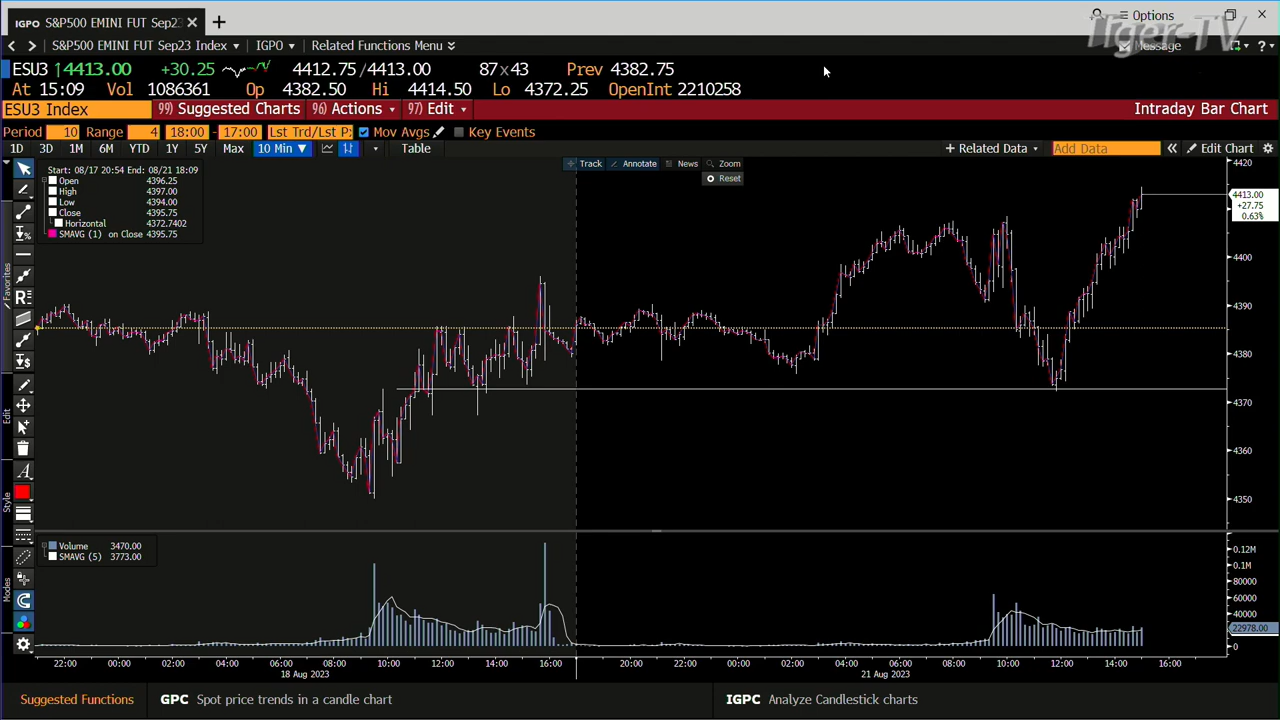 IGPO S&P500 EMINI FUT Sep23 × +
Options
Tiger-TV
< > S&P500 EMINI FUT Sep23 Index IGPO Related Functions Menu Message ?
ESU3 ↑4413.00 +30.25 4412.75/4413.00 87×43 Prev 4382.75
At 15:09 Vol 1086361 Op 4382.50 Hi 4414.50 Lo 4372.25 OpenInt 2210258
ESU3 Index 99) Suggested Charts 96) Actions 97) Edit Intraday Bar Chart
Period 10 Range 4 18:00 - 17:00 Lst Trd/Lst P Mov Avgs Key Events
1D 3D 1M 6M YTD 1Y 5Y Max 10 Min ▼ Table + Related Data Add Data « Edit Chart
Track Annotate News Zoom
Reset
Start: 08/17 20:54 End: 08/21 18:09
Open 4396.25
High 4397.00
Low 4394.00
Close 4395.75
Horizontal 4372.7402
SMAVG (1) on Close 4395.75
4420
4413.00
+27.75
0.63%
4400
4390
4380
4370
4360
4350
Favorites
Edit
Style
Modes
Volume 3470.00
SMAVG (5) 3773.00
0.12M
0.1M
80000
60000
40000
22978.00
0
22:00 00:00 02:00 04:00 06:00 08:00 10:00 12:00 14:00 16:00 20:00 22:00 00:00 02:00 04:00 06:00 08:00 10:00 12:00 14:00 16:00
18 Aug 2023 21 Aug 2023
Suggested Functions GPC Spot price trends in a candle chart IGPC Analyze Candlestick charts